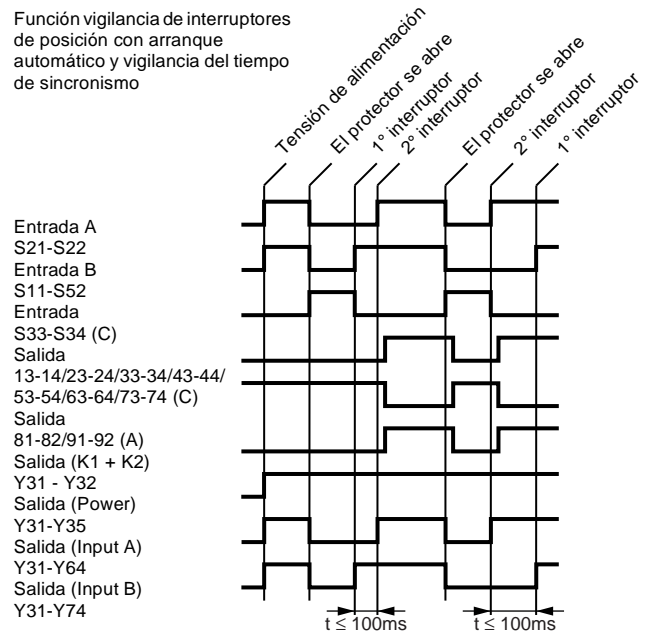 Función vigilancia de interruptores
de posición con arranque
automático y vigilancia del tiempo
de sincronismo
Tensión de alimentación
El protector se abre
1° interruptor
2° interruptor
El protector se abre
2° interruptor
1° interruptor
Entrada A
S21-S22
Entrada B
S11-S52
Entrada
S33-S34 (C)
Salida
13-14/23-24/33-34/43-44/
53-54/63-64/73-74 (C)
Salida
81-82/91-92 (A)
Salida (K1 + K2)
Y31 - Y32
Salida (Power)
Y31-Y35
Salida (Input A)
Y31-Y64
Salida (Input B)
Y31-Y74
t ≤ 100ms
t ≤ 100ms